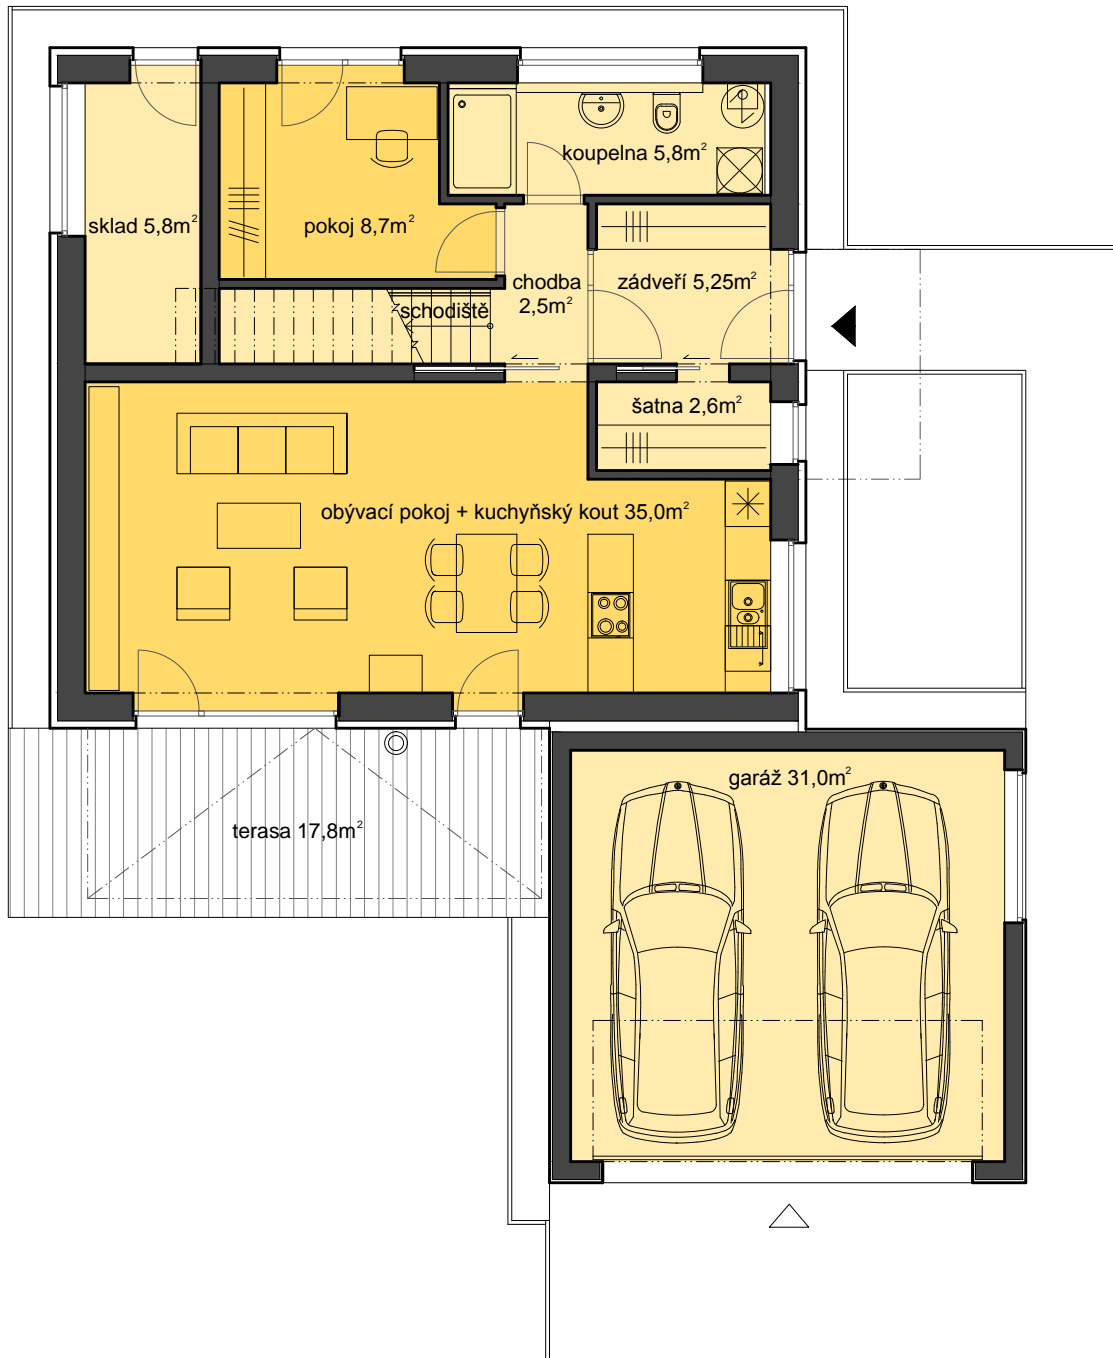 koupelna 5,8m²
sklad 5,8m²
pokoj 8,7m²
chodba
2,5m²
zádveří 5,25m²
schodiště
šatna 2,6m²
obývací pokoj + kuchyňský kout 35,0m²
garáž 31,0m²
terasa 17,8m²